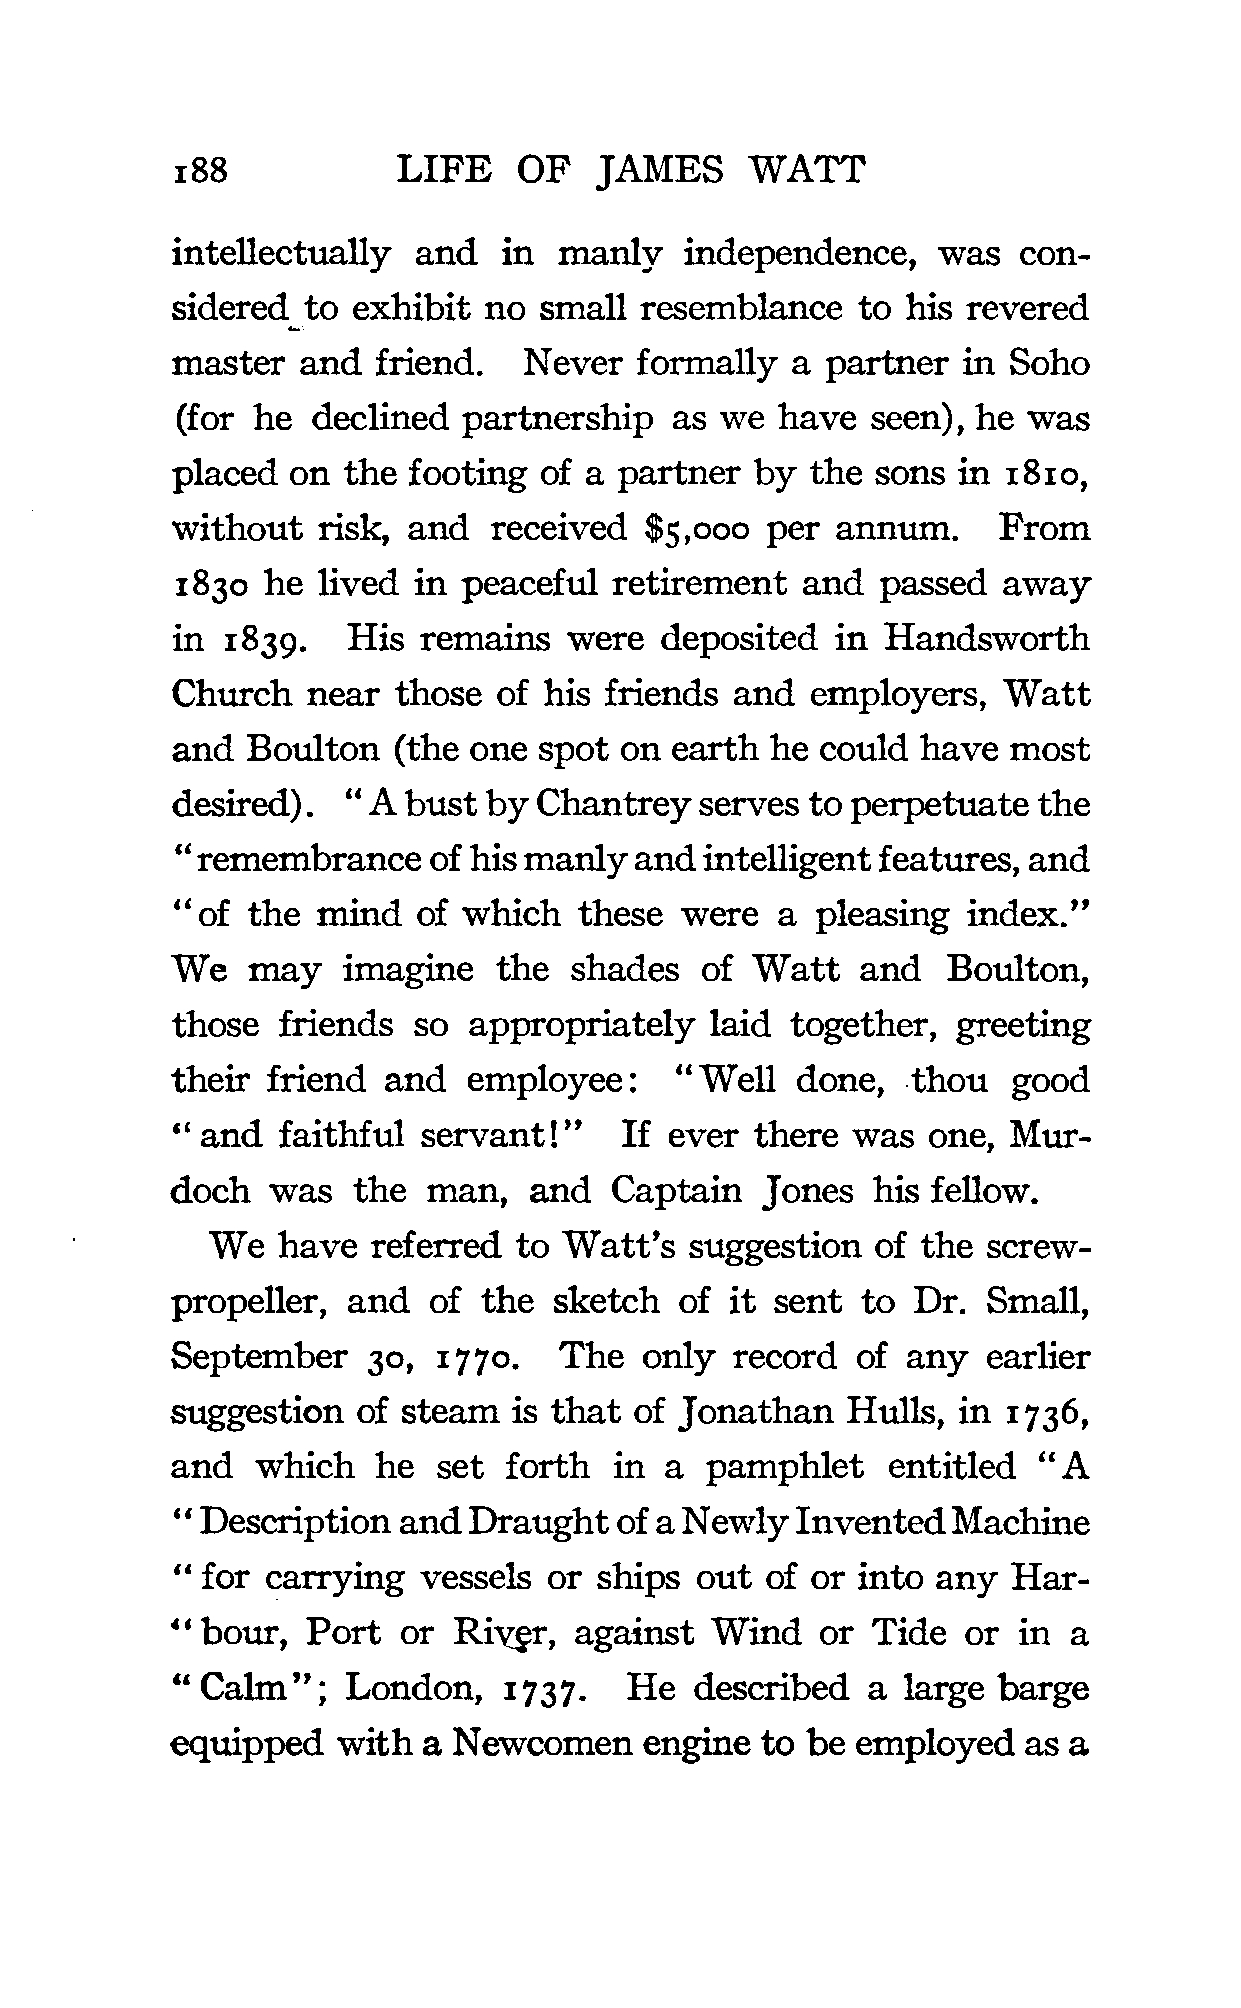 188 LIFE OF JAMES WATT
intellectually and in manly independence, was con-
sidered to exhibit no small resemblance to his revered
master and friend. Never formally a partner in Soho
(for he declined partnership as we have seen), he was
placed on the footing of a partner by the sons in 1810,
without risk, and received $5,000 per annum. From
1830 he lived in peaceful retirement and passed away
in 1839. His remains were deposited in Handsworth
Church near those of his friends and employers, Watt
and Boulton (the one spot on earth he could have most
desired). "A bust by Chantrey serves to perpetuate the
"remembrance of his manly and intelligent features, and
"of the mind of which these were a pleasing index."
We may imagine the shades of Watt and Boulton,
those friends so appropriately laid together, greeting
their friend and employee: "Well done, thou good
"and faithful servant!" If ever there was one, Mur-
doch was the man, and Captain Jones his fellow.
We have referred to Watt's suggestion of the screw-
propeller, and of the sketch of it sent to Dr. Small,
September 30, 1770. The only record of any earlier
suggestion of steam is that of Jonathan Hulls, in 1736,
and which he set forth in a pamphlet entitled "A
"Description and Draught of a Newly Invented Machine
"for carrying vessels or ships out of or into any Har-
"bour, Port or River, against Wind or Tide or in a
"Calm"; London, 1737. He described a large barge
equipped with a Newcomen engine to be employed as a